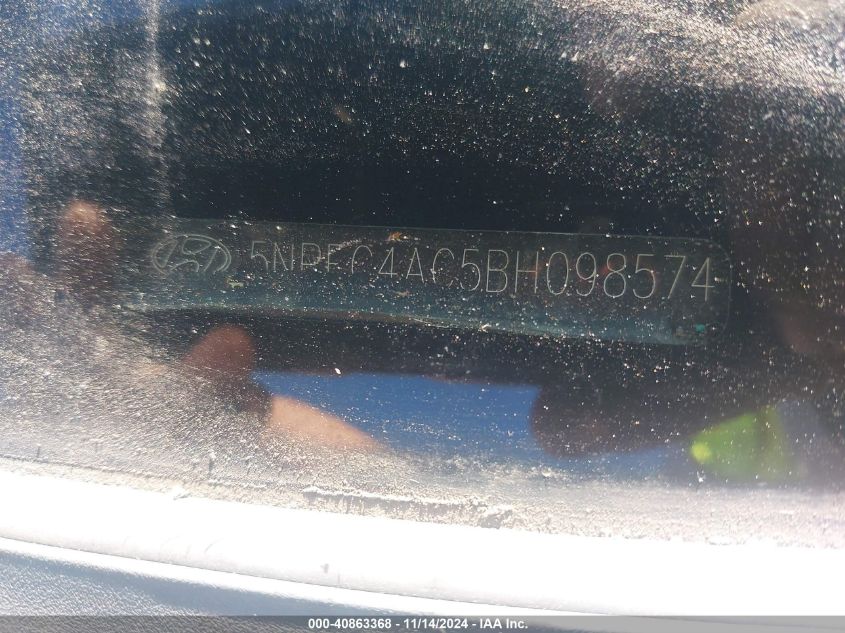 5NPEC4AC5BH098574
000-40863368 - 11/14/2024 - IAA Inc.